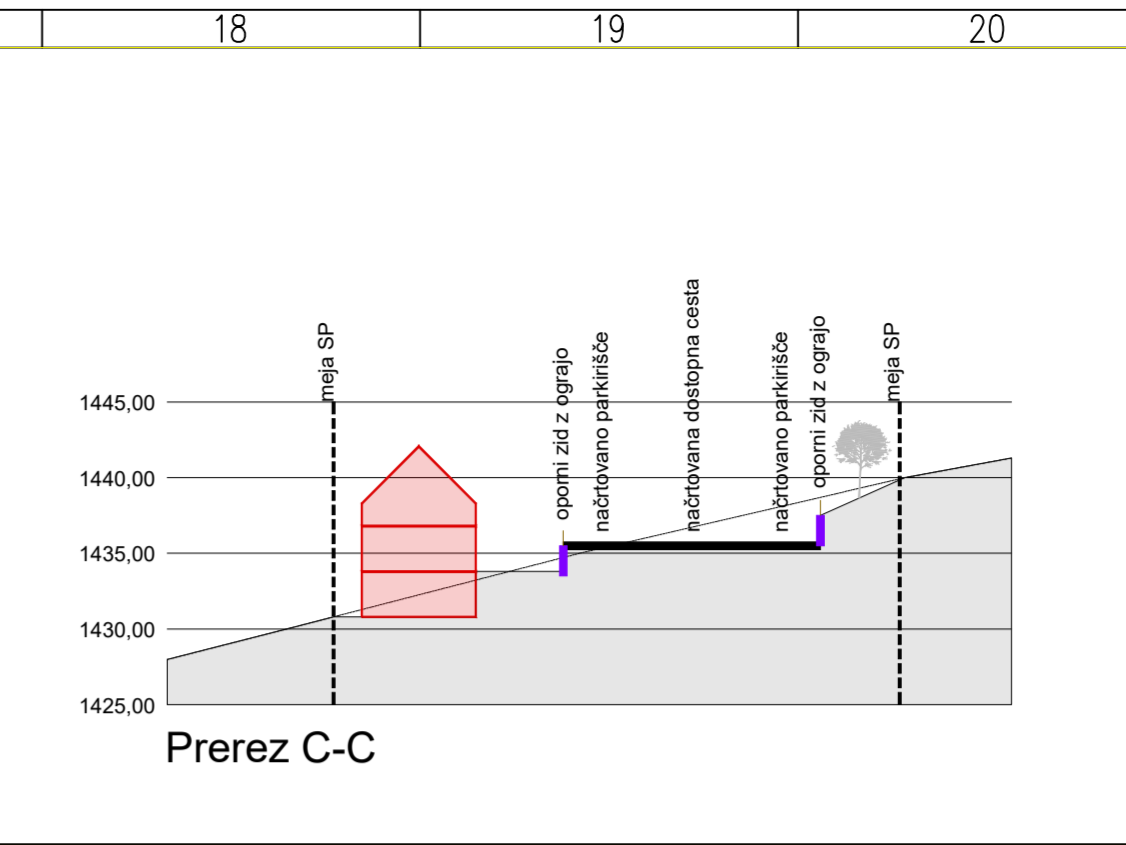 18
19
20
meja SP
oporni zid z ograjo
načrtovano parkirišče
načrtovana dostopna cesta
načrtovano parkirišče
oporni zid z ograjo
meja SP
1445,00
1440,00
1435,00
1430,00
1425,00
Prerez C-C